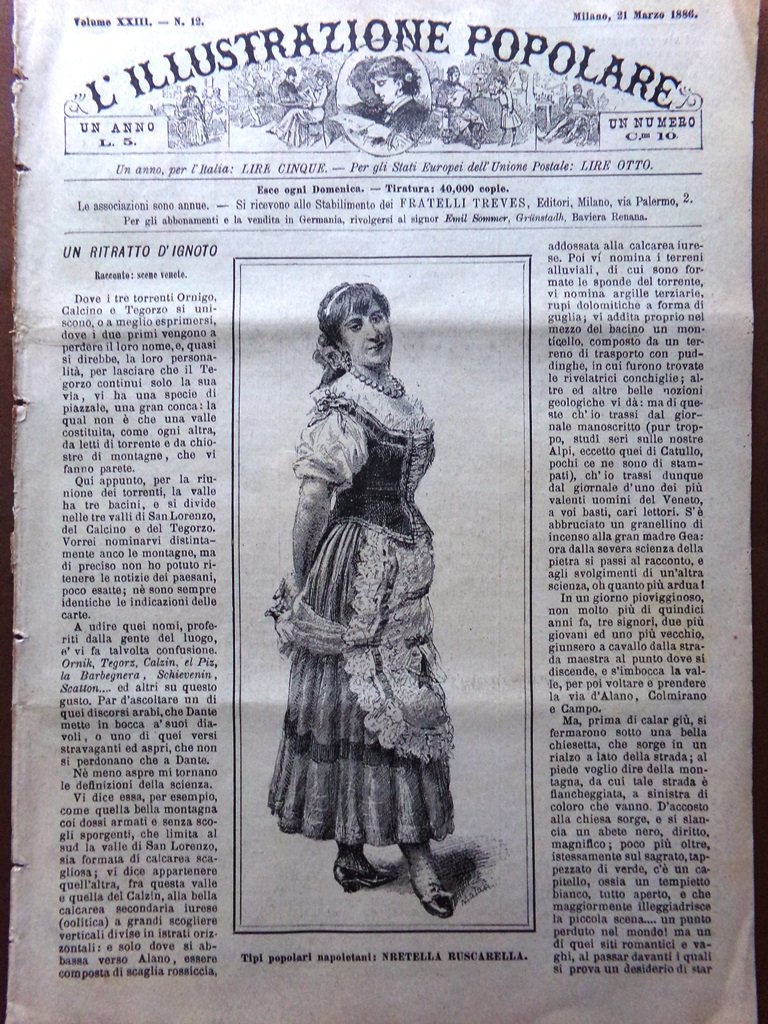 Volume XXIII. — N. 12.
Milano, 21 Marzo 1886.
L'ILLUSTRAZIONE POPOLARE
UN ANNO
L. 5.
UN NUMERO
C.mi 10.
Un anno, per l'Italia: LIRE CINQUE. — Per gli Stati Europei dell'Unione Postale: LIRE OTTO.
Esce ogni Domenica. — Tiratura: 40,000 copie.
Le associazioni sono annue. — Si ricevono allo Stabilimento dei FRATELLI TREVES, Editori, Milano, via Palermo, 2.
Per gli abbonamenti e la vendita in Germania, rivolgersi al signor Emil Sommer, Grünstadh, Baviera Renana.
UN RITRATTO D'IGNOTO
Racconto: scene venete.
Dove i tre torrenti Ornigo,
Calcino e Tegorzo si uni-
scono, o a meglio esprimersi,
dove i due primi vengono a
perdere il loro nome, e, quasi
si direbbe, la loro persona-
lità, per lasciare che il Te-
gorzo continui solo la sua
via, vi ha una specie di
piazzale, una gran conca: la
qual non è che una valle
costituita, come ogni altra,
da letti di torrente e da chio-
stre di montagne, che vi
fanno parete.
Qui appunto, per la riu-
nione dei torrenti, la valle
ha tre bacini, e si divide
nelle tre valli di San Lorenzo,
del Calcino e del Tegorzo.
Vorrei nominarvi distinta-
mente anco le montagne, ma
di preciso non ho potuto ri-
tenere le notizie dei paesani,
poco esatte; nè sono sempre
identiche le indicazioni delle
carte.
A udire quei nomi, profe-
riti dalla gente del luogo,
e' vi fa talvolta confusione.
Ornik, Tegorz, Calzin, el Piz,
la Barbegnera, Schievenin,
Scatton.... ed altri su questo
gusto. Par d'ascoltare un di
quei discorsi arabi, che Dante
mette in bocca a' suoi dia-
voli, o uno di quei versi
stravaganti ed aspri, che non
si perdonano che a Dante.
Nè meno aspre mi tornano
le definizioni della scienza.
Vi dice essa, per esempio,
come quella bella montagna
coi dossi armati e senza sco-
gli sporgenti, che limita al
sud la valle di San Lorenzo,
sia formata di calcarea sca-
gliosa; vi dice appartenere
quell'altra, fra questa valle
e quella del Calzin, alla bella
calcarea secondaria iurese
(oolitica) a grandi scogliere
verticali divise in istrati oriz-
zontali: e solo dove si ab-
bassa verso Alano, essere
composta di scaglia rossiccia,
Tipi popolari napoletani: NRETELLA RUSCARELLA.
addossata alla calcarea iure-
se. Poi vi nomina i terreni
alluviali, di cui sono for-
mate le sponde del torrente,
vi nomina argille terziarie,
rupi dolomitiche a forma di
guglia; vi addita proprio nel
mezzo del bacino un mon-
ticello, composto da un ter-
reno di trasporto con pud-
dinghe, in cui furono trovate
le rivelatrici conchiglie; al-
tre ed altre belle nozioni
geologiche vi dà: ma di que-
ste ch'io trassi dal gior-
nale manoscritto (pur trop-
po, studi seri sulle nostre
Alpi, eccetto quei di Catullo,
pochi ce ne sono di stam-
pati), ch'io trassi dunque
dal giornale d'uno dei più
valenti uomini del Veneto,
a voi basti, cari lettori. S'è
abbruciato un granellino di
incenso alla gran madre Gea:
ora dalla severa scienza della
pietra si passi al racconto, e
agli svolgimenti di un'altra
scienza, oh quanto più ardua!
In un giorno piovigginoso,
non molto più di quindici
anni fa, tre signori, due più
giovani ed uno più vecchio,
giunsero a cavallo dalla stra-
da maestra al punto dove si
discende, e s'imbocca la val-
le, per poi voltare e prendere
la via d'Alano, Colmirano
e Campo.
Ma, prima di calar giù, si
fermarono sotto una bella
chiesetta, che sorge in un
rialzo a lato della strada; al
piede voglio dire della mon-
tagna, da cui tale strada è
fiancheggiata, a sinistra di
coloro che vanno. D'accosto
alla chiesa sorge, e si slan-
cia un abete nero, diritto,
magnifico; poco più oltre,
istessamente sul sagrato, tap-
pezzato di verde, c'è un ca-
pitello, ossia un tempietto
bianco, tutto aperto, e che
maggiormente illeggiadrisce
la piccola scena.... un punto
perduto nel mondo! ma un
di quei siti romantici e va-
ghi, al passar davanti i quali
si prova un desiderio di star